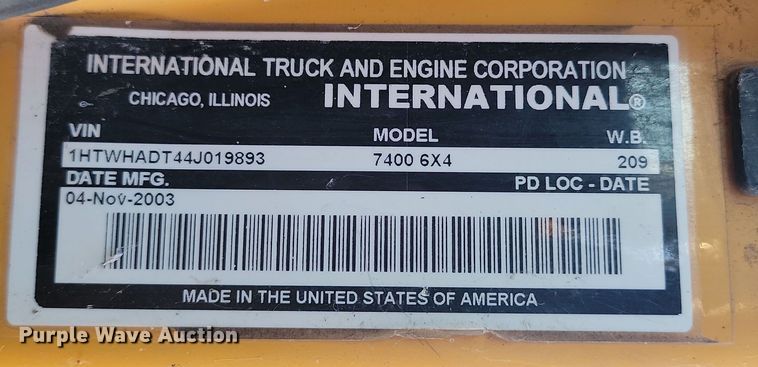 INTERNATIONAL TRUCK AND ENGINE CORPORATION
CHICAGO, ILLINOIS INTERNATIONAL®
VIN MODEL W.B.
1HTWHADT44J019893 7400 6X4 209
DATE MFG. PD LOC - DATE
04-Nov-2003
MADE IN THE UNITED STATES OF AMERICA
Purple Wave Auction